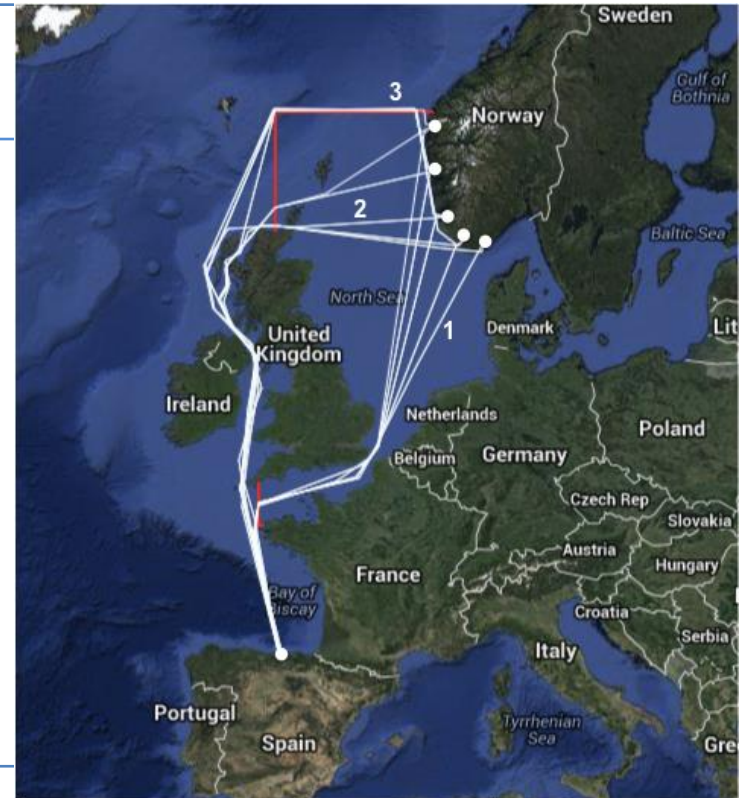 Sweden
3
Gulf of
Bothnia
Norway
2
Baltic Sea
North Sea
1
Denmark
Lit
United
Kingdom
Ireland
Netherlands
Poland
Belgium
Germany
Czech Rep
Slovakia
Austria
Hungary
France
Bay of
Biscay
Croatia
Serbia
Italy
Portugal
Tyrrhenian
Sea
Spain
Gre